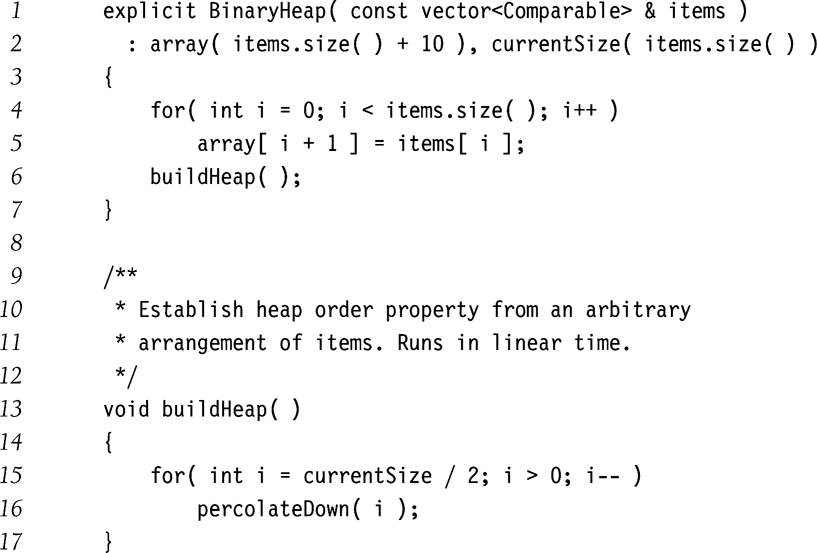 1 explicit BinaryHeap( const vector<Comparable> & items )
2 : array( items.size( ) + 10 ), currentSize( items.size( ) )
3 {
4 for( int i = 0; i < items.size( ); i++ )
5 array[ i + 1 ] = items[ i ];
6 buildHeap( );
7 }
8
9 /**
10 * Establish heap order property from an arbitrary
11 * arrangement of items. Runs in linear time.
12 */
13 void buildHeap( )
14 {
15 for( int i = currentSize / 2; i > 0; i-- )
16 percolateDown( i );
17 }